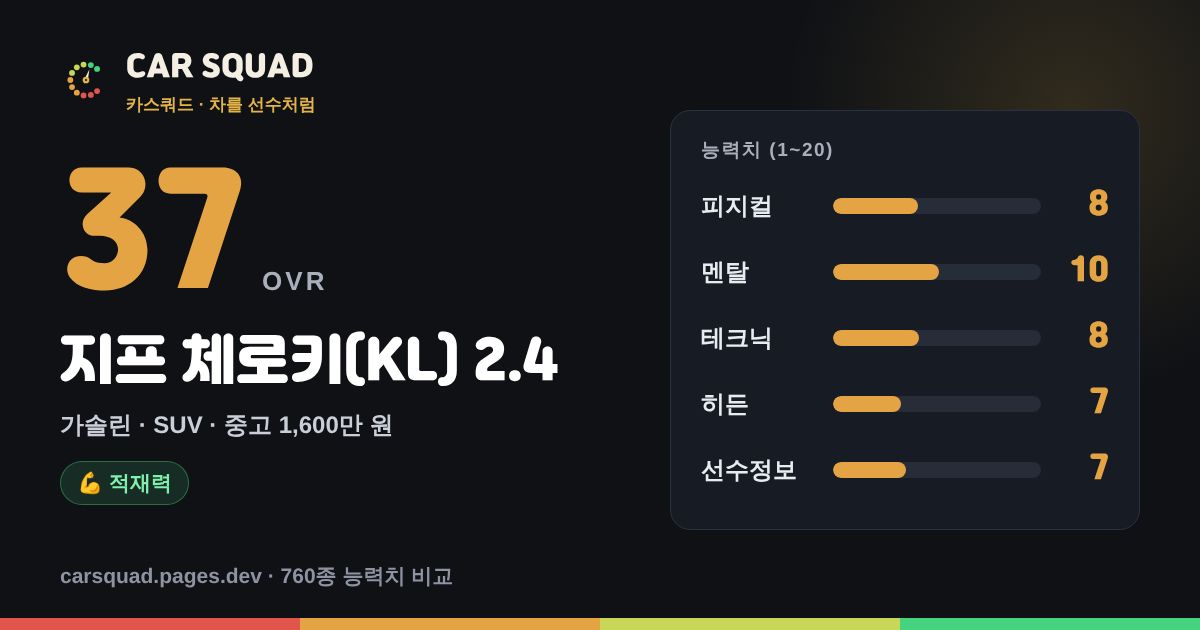 CAR SQUAD
카스쿼드 · 차를 선수처럼
37 OVR
지프 체로키(KL) 2.4
가솔린 · SUV · 중고 1,600만 원
💪 적재력
carsquad.pages.dev · 760종 능력치 비교
능력치 (1~20)
피지컬 8
멘탈 10
테크닉 8
히든 7
선수정보 7